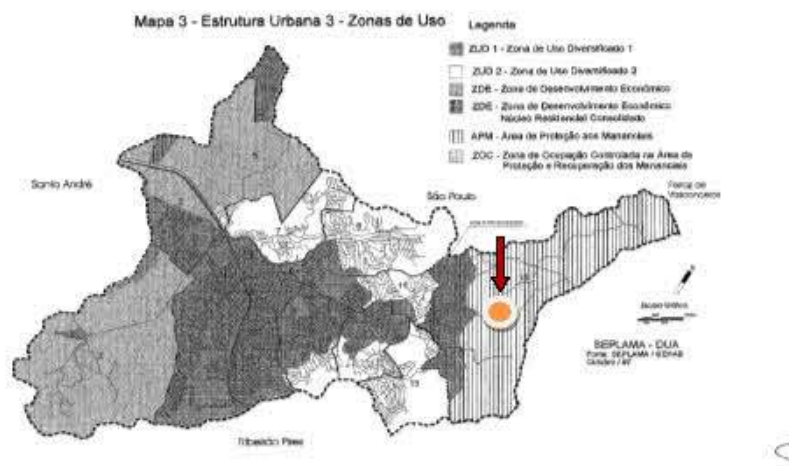 Mapa 3 - Estrutura Urbana 3 - Zonas de Uso
Legenda
ZUD 1 - Zona de Uso Diversificado 1
ZUD 2 - Zona de Uso Diversificado 2
ZDE - Zona de Desenvolvimento Econômico
ZDE - Zona de Desenvolvimento Econômico
Núcleo Residencial Consolidado
APM - Área de Proteção aos Mananciais
ZOC - Zona de Ocupação Controlada na Área de
Proteção e Recuperação dos Mananciais
Santo André
São Paulo
Ferraz de
Vasconcelos
Ribeirão Pires
SEPLAMA - DUA
Outubro / 97